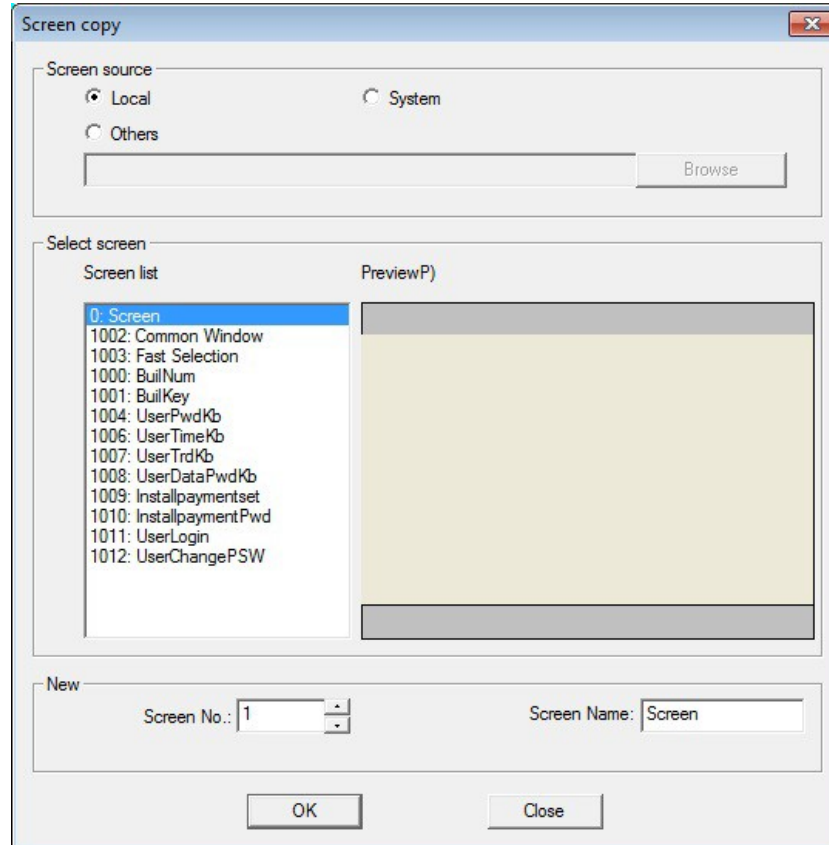 Screen copy
Screen source
Local
System
Others
Browse
Select screen
Screen list
PreviewP)
0: Screen
1002: Common Window
1003: Fast Selection
1000: BuilNum
1001: BuilKey
1004: UserPwdKb
1006: UserTimeKb
1007: UserTrdKb
1008: UserDataPwdKb
1009: Installpaymentset
1010: InstallpaymentPwd
1011: UserLogin
1012: UserChangePSW
New
Screen No.: 1
Screen Name: Screen
OK
Close